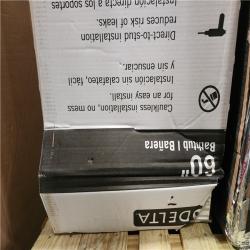 DELTA
60"
Bathtub | Bañera
Caulkless installation, no mess,
for an easy installation.
Instalación sin calafateo, fácil,
y sin ensuciar.
Direct-to-stud installation
reduces risk of leaks.
Instalación directa a los soportes